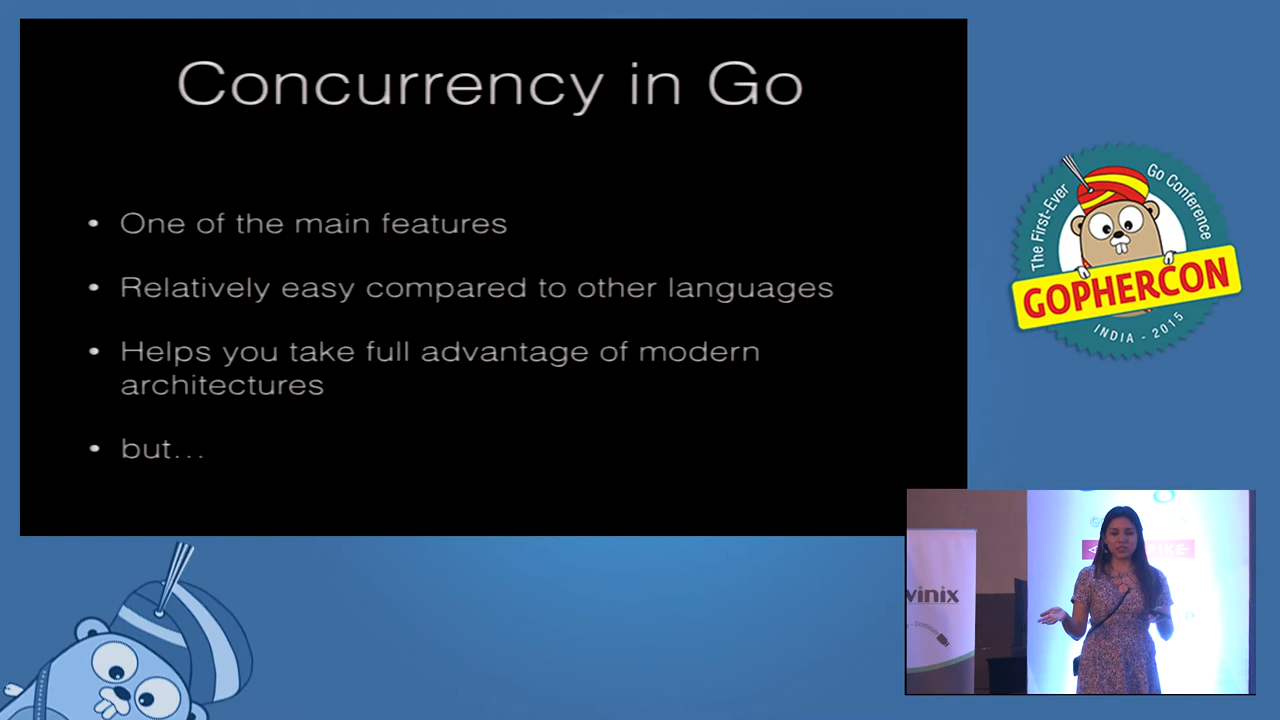 Concurrency in Go
• One of the main features
• Relatively easy compared to other languages
• Helps you take full advantage of modern
architectures
• but...
The First-Ever
Go Conference
GOPHERCON
INDIA - 2015
vinix